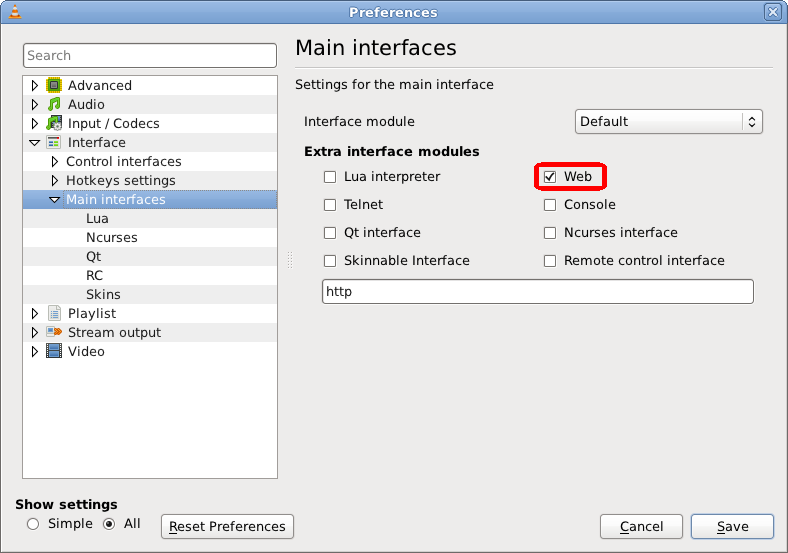 Preferences
Search
Advanced
Audio
Input / Codecs
Interface
Control interfaces
Hotkeys settings
Main interfaces
Lua
Ncurses
Qt
RC
Skins
Playlist
Stream output
Video
Main interfaces
Settings for the main interface
Interface module Default
Extra interface modules
Lua interpreter Web
Telnet Console
Qt interface Ncurses interface
Skinnable Interface Remote control interface
http
Show settings
Simple All Reset Preferences Cancel Save